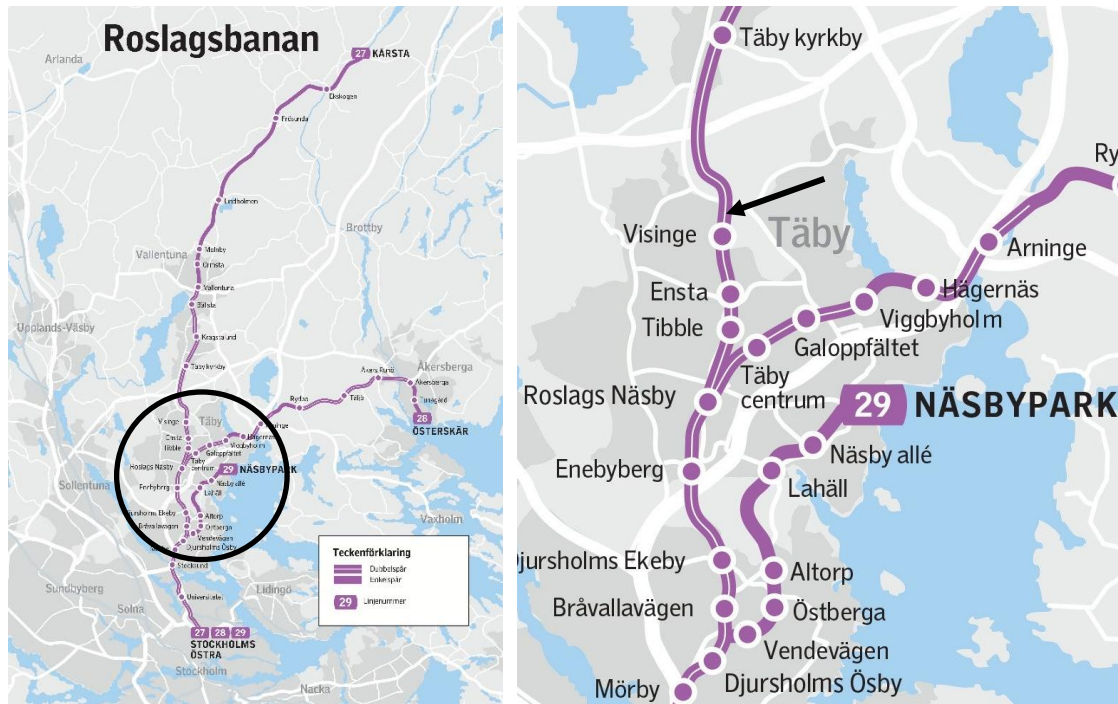 Roslagsbanan
27 KÅRSTA
Arlanda
Ekskogen
Frösunda
Lindholmen
Brottby
Molnby
Vallentuna
Ormsta
Vallentuna
Bällsta
Upplands-Väsby
Kragstalund
Täby kyrkby
Åkersberga
Åkers Runö
Åkersberga
Tunagård
Täljö
Rydbo
28
ÖSTERSKÄR
Visinge
Täby
Arninge
Ensta
Tibble
Hägernäs
Viggbyholm
Galoppfältet
Täby
centrum
Roslags Näsby
29 NÄSBYPARK
Näsby allé
Sollentuna
Enebyberg
Lahäll
Djursholms Ekeby
Altorp
Bråvallavägen
Östberga
Vendevägen
Djursholms Ösby
Vaxholm
Stocksund
Sundbyberg
Lidingö
Universitetet
Solna
27 28 29
STOCKHOLMS
ÖSTRA
Stockholm
Nacka
Teckenförklaring
Dubbelspår
Enkelspår
29 Linjenummer
Täby kyrkby
Ry
Visinge
Täby
Arninge
Ensta
Hägernäs
Tibble
Viggbyholm
Galoppfältet
Täby
centrum
Roslags Näsby
29 NÄSBYPARK
Näsby allé
Enebyberg
Lahäll
Djursholms Ekeby
Altorp
Bråvallavägen
Östberga
Vendevägen
Djursholms Ösby
Mörby